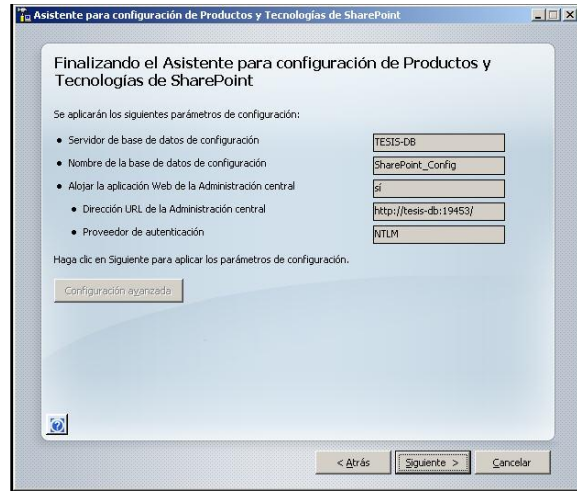 Asistente para configuración de Productos y Tecnologías de SharePoint
Finalizando el Asistente para configuración de Productos y
Tecnologías de SharePoint
Se aplicarán los siguientes parámetros de configuración:
Servidor de base de datos de configuración TESIS-DB
Nombre de la base de datos de configuración SharePoint_Config
Alojar la aplicación Web de la Administración central sí
Dirección URL de la Administración central http://tesis-db:19453/
Proveedor de autenticación NTLM
Haga clic en Siguiente para aplicar los parámetros de configuración.
Configuración avanzada
< Atrás Siguiente > Cancelar